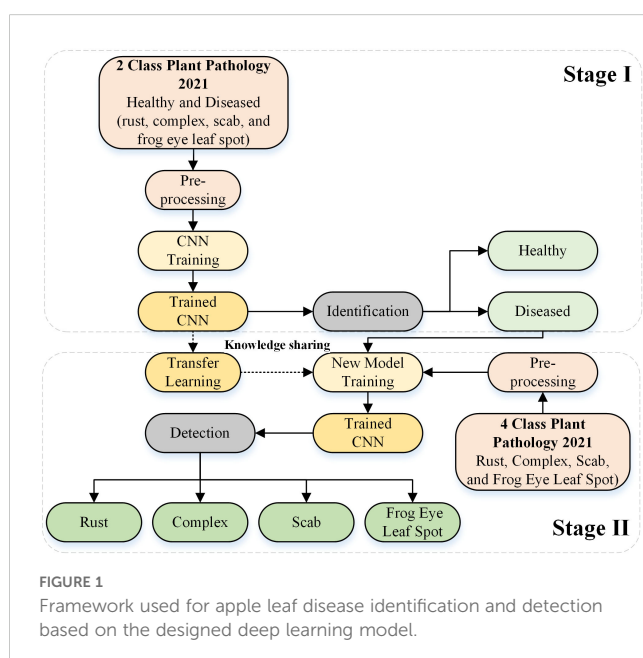 2 Class Plant Pathology
2021
Healthy and Diseased
(rust, complex, scab, and
frog eye leaf spot)
Stage I
Pre-
processing
CNN
Training
Healthy
Trained
CNN
Identification
Diseased
Knowledge sharing
Transfer
Learning
New Model
Training
Pre-
processing
Detection
Trained
CNN
4 Class Plant
Pathology 2021
Rust, Complex, Scab,
and Frog Eye Leaf Spot)
Rust
Complex
Scab
Frog Eye
Leaf Spot
Stage II
FIGURE 1
Framework used for apple leaf disease identification and detection
based on the designed deep learning model.